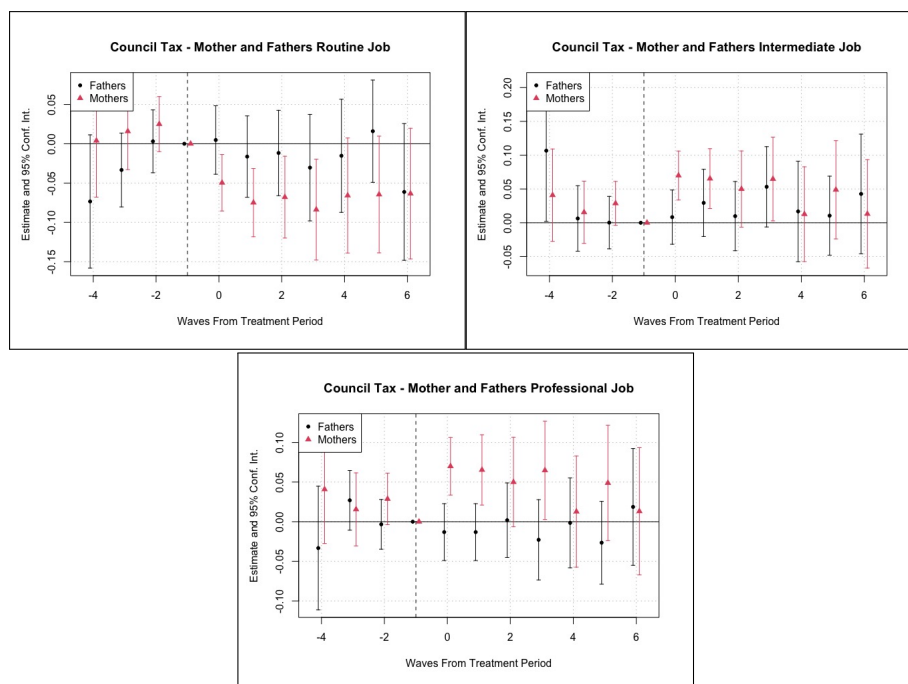 Council Tax - Mother and Fathers Routine Job
Fathers
Mothers
Estimate and 95% Conf. Int.
0.05
0.00
-0.05
-0.10
-0.15
-4
-2
0
2
4
6
Waves From Treatment Period
Council Tax - Mother and Fathers Intermediate Job
Fathers
Mothers
Estimate and 95% Conf. Int.
0.20
0.15
0.10
0.05
0.00
-0.05
-4
-2
0
2
4
6
Waves From Treatment Period
Council Tax - Mother and Fathers Professional Job
Fathers
Mothers
Estimate and 95% Conf. Int.
0.10
0.05
0.00
-0.05
-0.10
-4
-2
0
2
4
6
Waves From Treatment Period